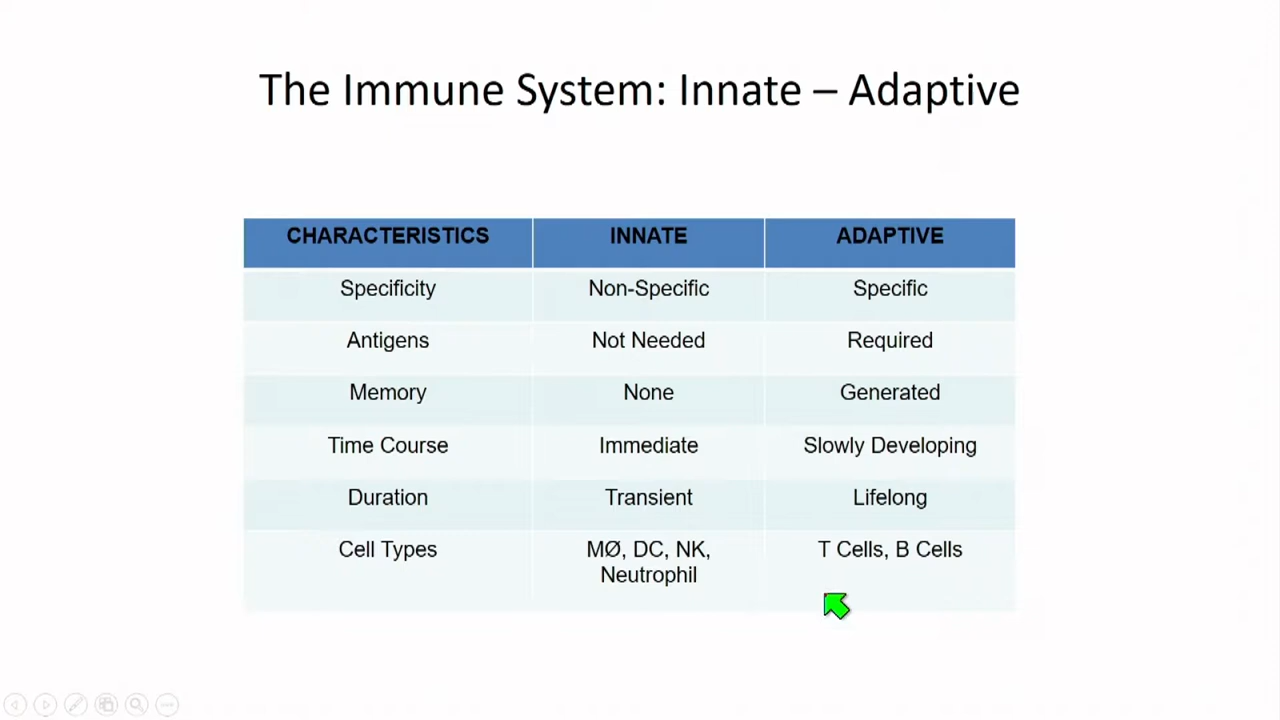 The Immune System: Innate – Adaptive
CHARACTERISTICS INNATE ADAPTIVE
Specificity Non-Specific Specific
Antigens Not Needed Required
Memory None Generated
Time Course Immediate Slowly Developing
Duration Transient Lifelong
Cell Types MØ, DC, NK, T Cells, B Cells
Neutrophil